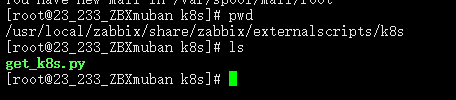 You have new mail in /var/spool/mail/root
[root@23_233_ZBXmuban k8s]# pwd
/usr/local/zabbix/share/zabbix/externalscripts/k8s
[root@23_233_ZBXmuban k8s]# ls
get_k8s.py
[root@23_233_ZBXmuban k8s]#